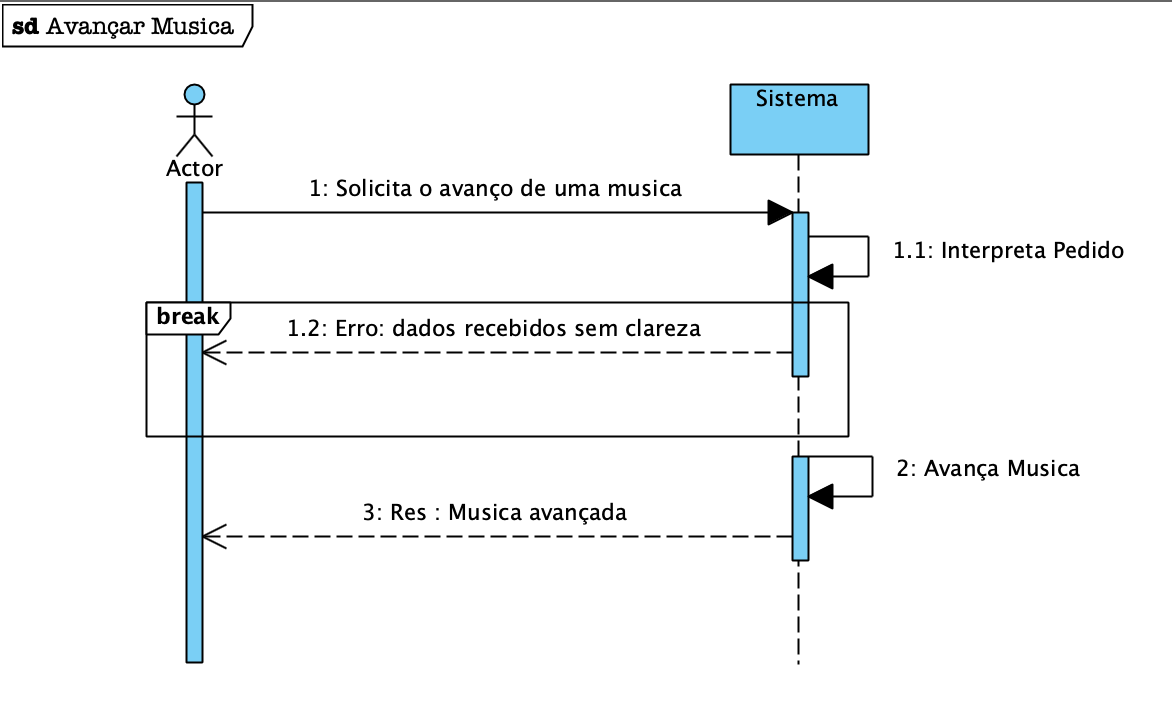 sd Avançar Musica
Actor
Sistema
1: Solicita o avanço de uma musica
1.1: Interpreta Pedido
break
1.2: Erro: dados recebidos sem clareza
2: Avança Musica
3: Res : Musica avançada